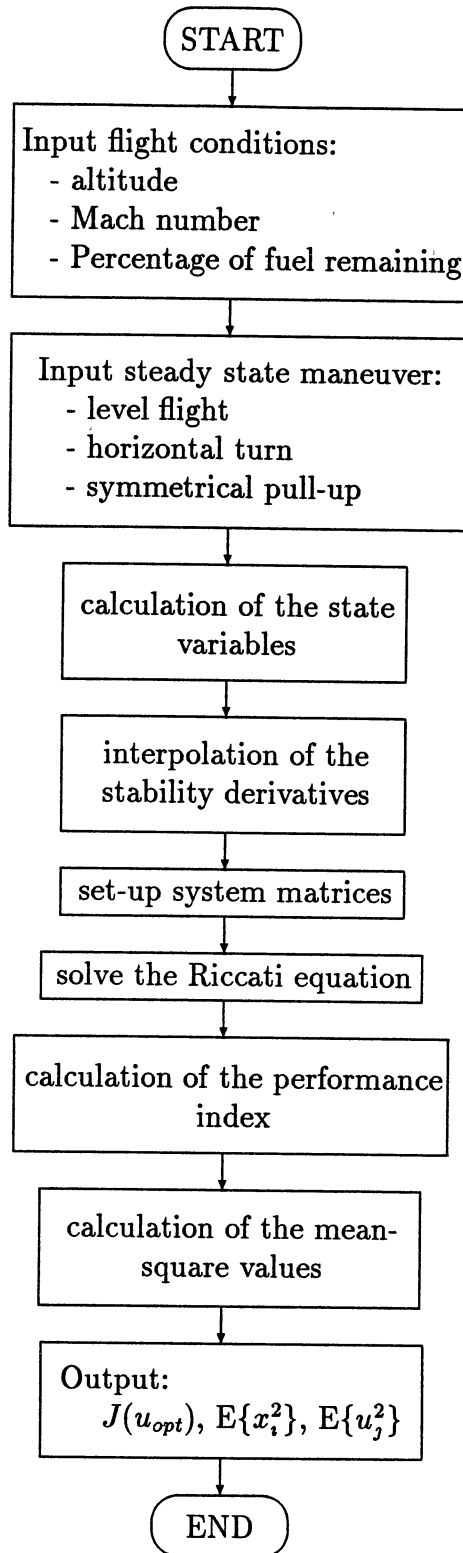 START
Input flight conditions:
- altitude
- Mach number
- Percentage of fuel remaining
Input steady state maneuver:
- level flight
- horizontal turn
- symmetrical pull-up
calculation of the state
variables
interpolation of the
stability derivatives
set-up system matrices
solve the Riccati equation
calculation of the performance
index
calculation of the mean-
square values
Output:
J(u_{opt}), E{x_i^2}, E{u_j^2}
END